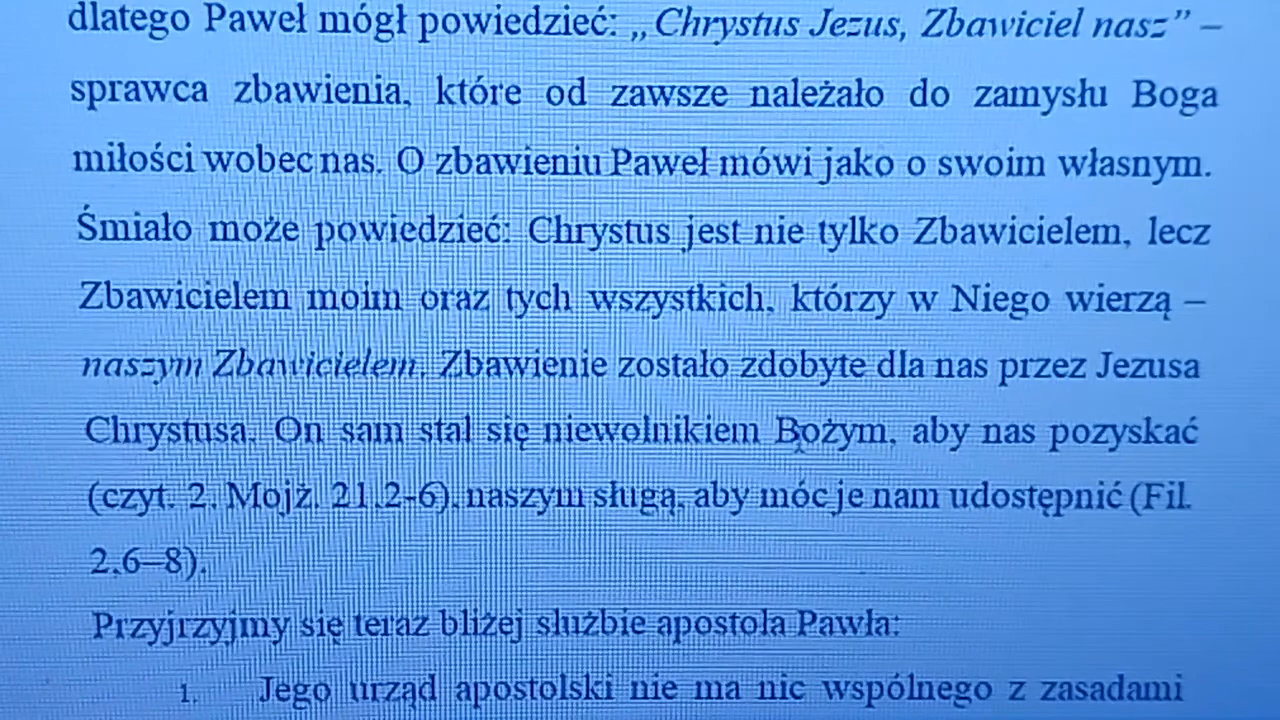 dlatego Paweł mógł powiedzieć: „Chrystus Jezus, Zbawiciel nasz” –
sprawca zbawienia, które od zawsze należało do zamysłu Boga
miłości wobec nas. O zbawieniu Paweł mówi jako o swoim własnym.
Śmiało może powiedzieć: Chrystus jest nie tylko Zbawicielem, lecz
Zbawicielem moim oraz tych wszystkich, którzy w Niego wierzą –
naszym Zbawicielem. Zbawienie zostało zdobyte dla nas przez Jezusa
Chrystusa. On sam stał się niewolnikiem Bożym, aby nas pozyskać
(czyt. 2. Mojż. 21,2-6), naszym sługą, aby móc je nam udostępnić (Fil.
2,6–8).
Przyjrzyjmy się teraz bliżej służbie apostoła Pawła:
1. Jego urząd apostolski nie ma nic wspólnego z zasadami